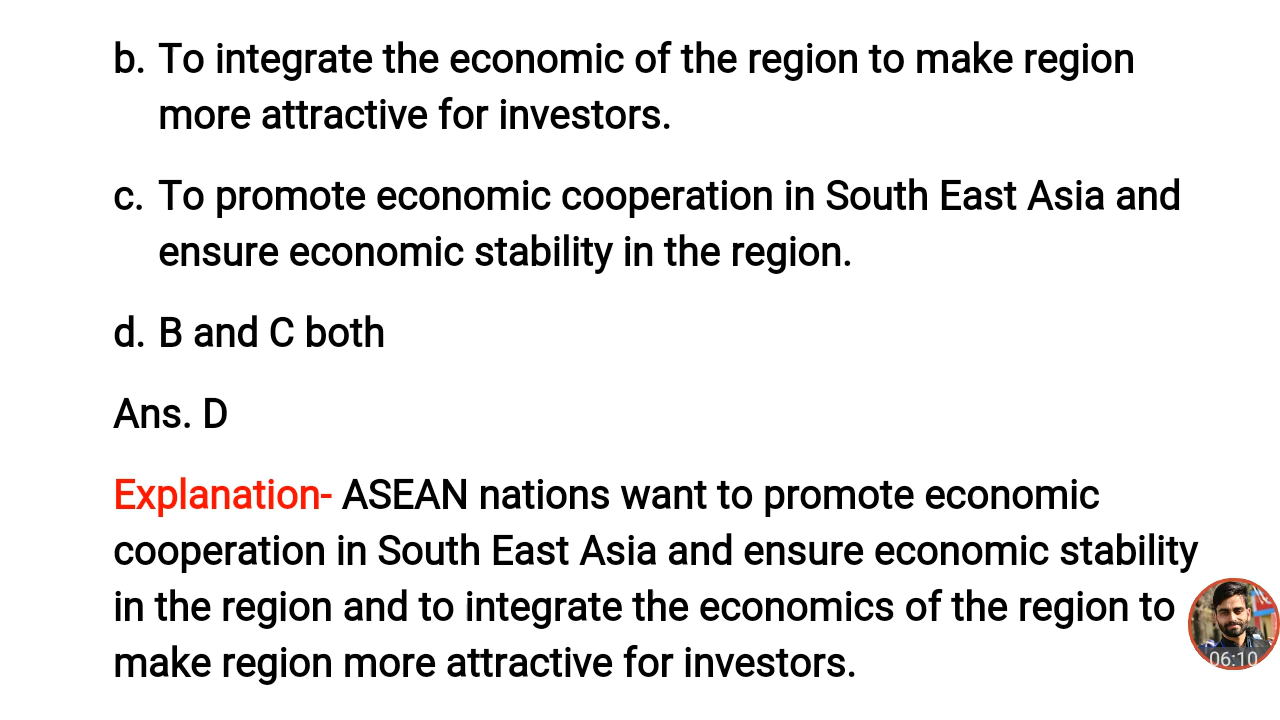 b. To integrate the economic of the region to make region
more attractive for investors.
c. To promote economic cooperation in South East Asia and
ensure economic stability in the region.
d. B and C both
Ans. D
Explanation- ASEAN nations want to promote economic
cooperation in South East Asia and ensure economic stability
in the region and to integrate the economics of the region to
make region more attractive for investors.
06:10